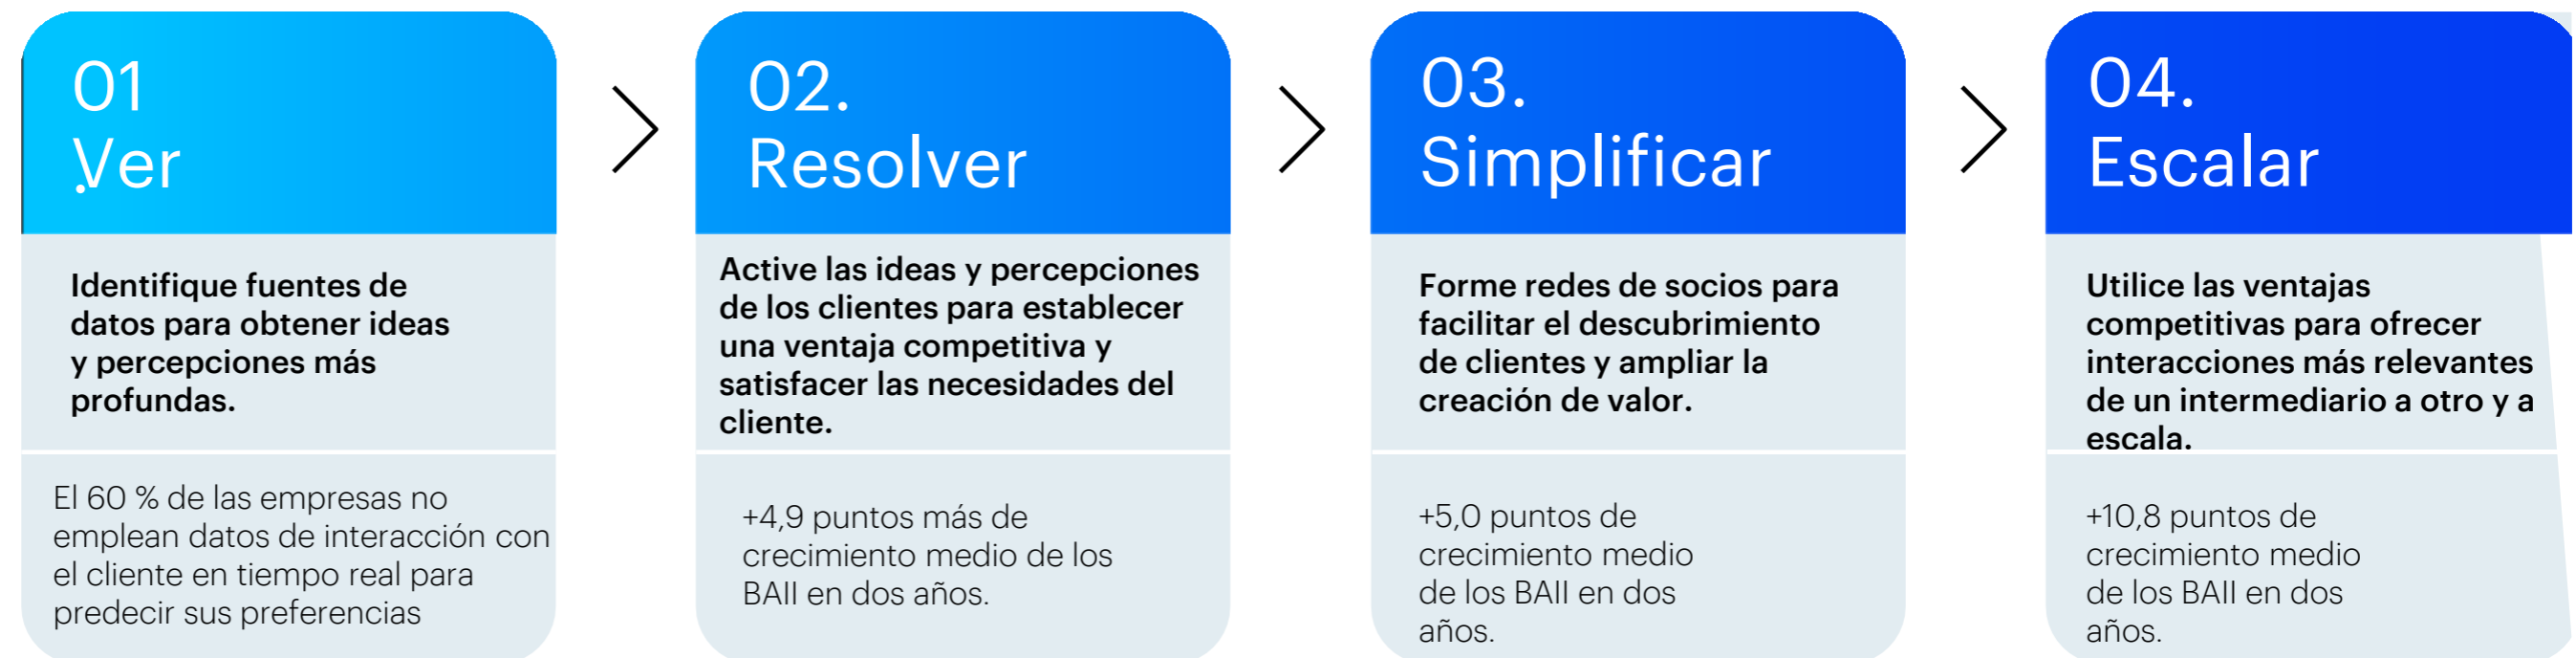 01
.Ver
Identifique fuentes de
datos para obtener ideas
y percepciones más
profundas.
El 60 % de las empresas no
emplean datos de interacción con
el cliente en tiempo real para
predecir sus preferencias
02.
Resolver
Active las ideas y percepciones
de los clientes para establecer
una ventaja competitiva y
satisfacer las necesidades del
cliente.
+4,9 puntos más de
crecimiento medio de los
BAII en dos años.
03.
Simplificar
Forme redes de socios para
facilitar el descubrimiento
de clientes y ampliar la
creación de valor.
+5,0 puntos de
crecimiento medio
de los BAII en dos
años.
04.
Escalar
Utilice las ventajas
competitivas para ofrecer
interacciones más relevantes
de un intermediario a otro y a
escala.
+10,8 puntos de
crecimiento medio
de los BAII en dos
años.